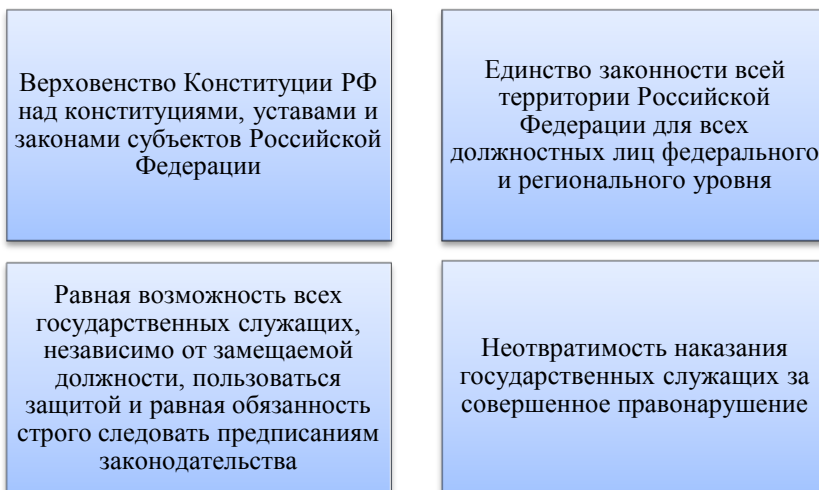 Верховенство Конституции РФ
над конституциями, уставами и
законами субъектов Российской
Федерации
Единство законности всей
территории Российской
Федерации для всех
должностных лиц федерального
и регионального уровня
Равная возможность всех
государственных служащих,
независимо от замещаемой
должности, пользоваться
защитой и равная обязанность
строго следовать предписаниям
законодательства
Неотвратимость наказания
государственных служащих за
совершенное правонарушение